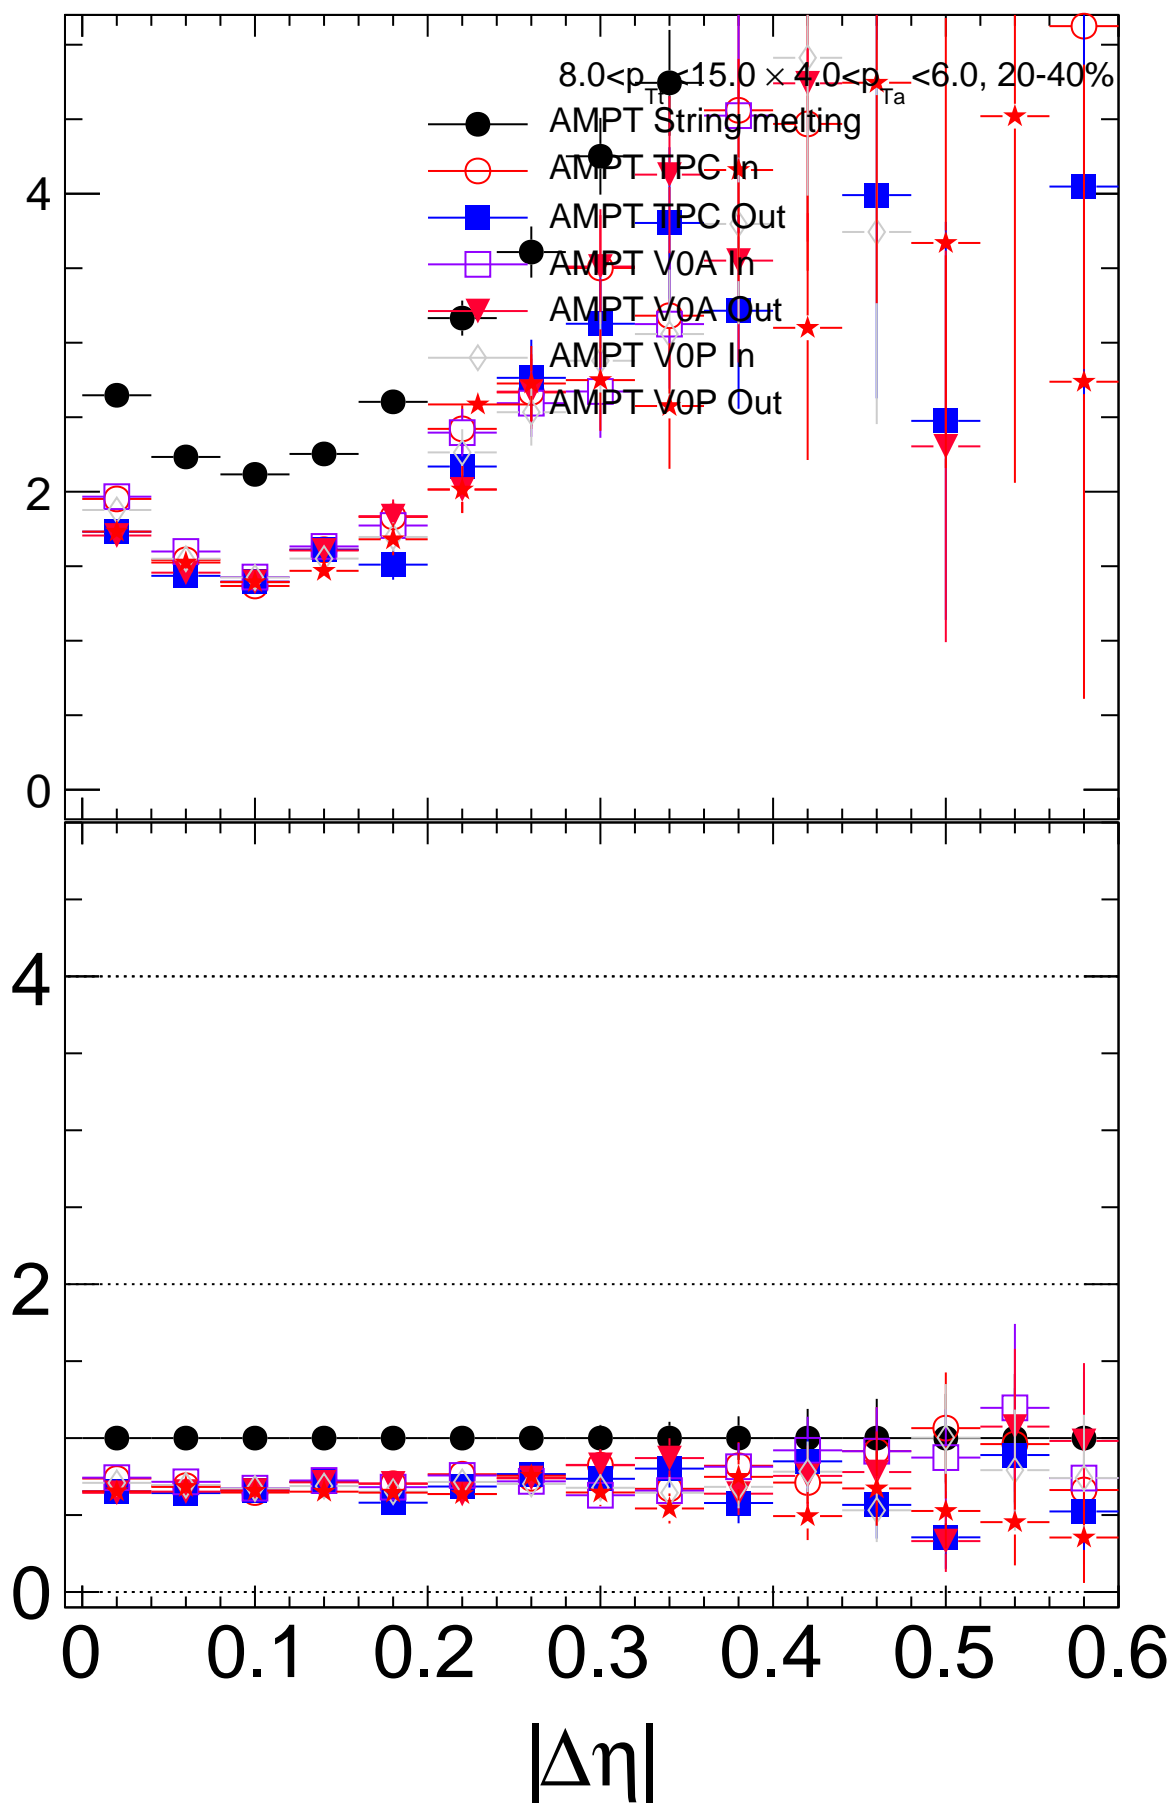 8.0<pTt<15.0 × 4.0<pTa<6.0, 20-40%
AMPT String melting
AMPT TPC In
AMPT TPC Out
AMPT V0A In
AMPT V0A Out
AMPT V0P In
AMPT V0P Out
4
2
0
4
2
0
0 0.1 0.2 0.3 0.4 0.5 0.6
|Δη|